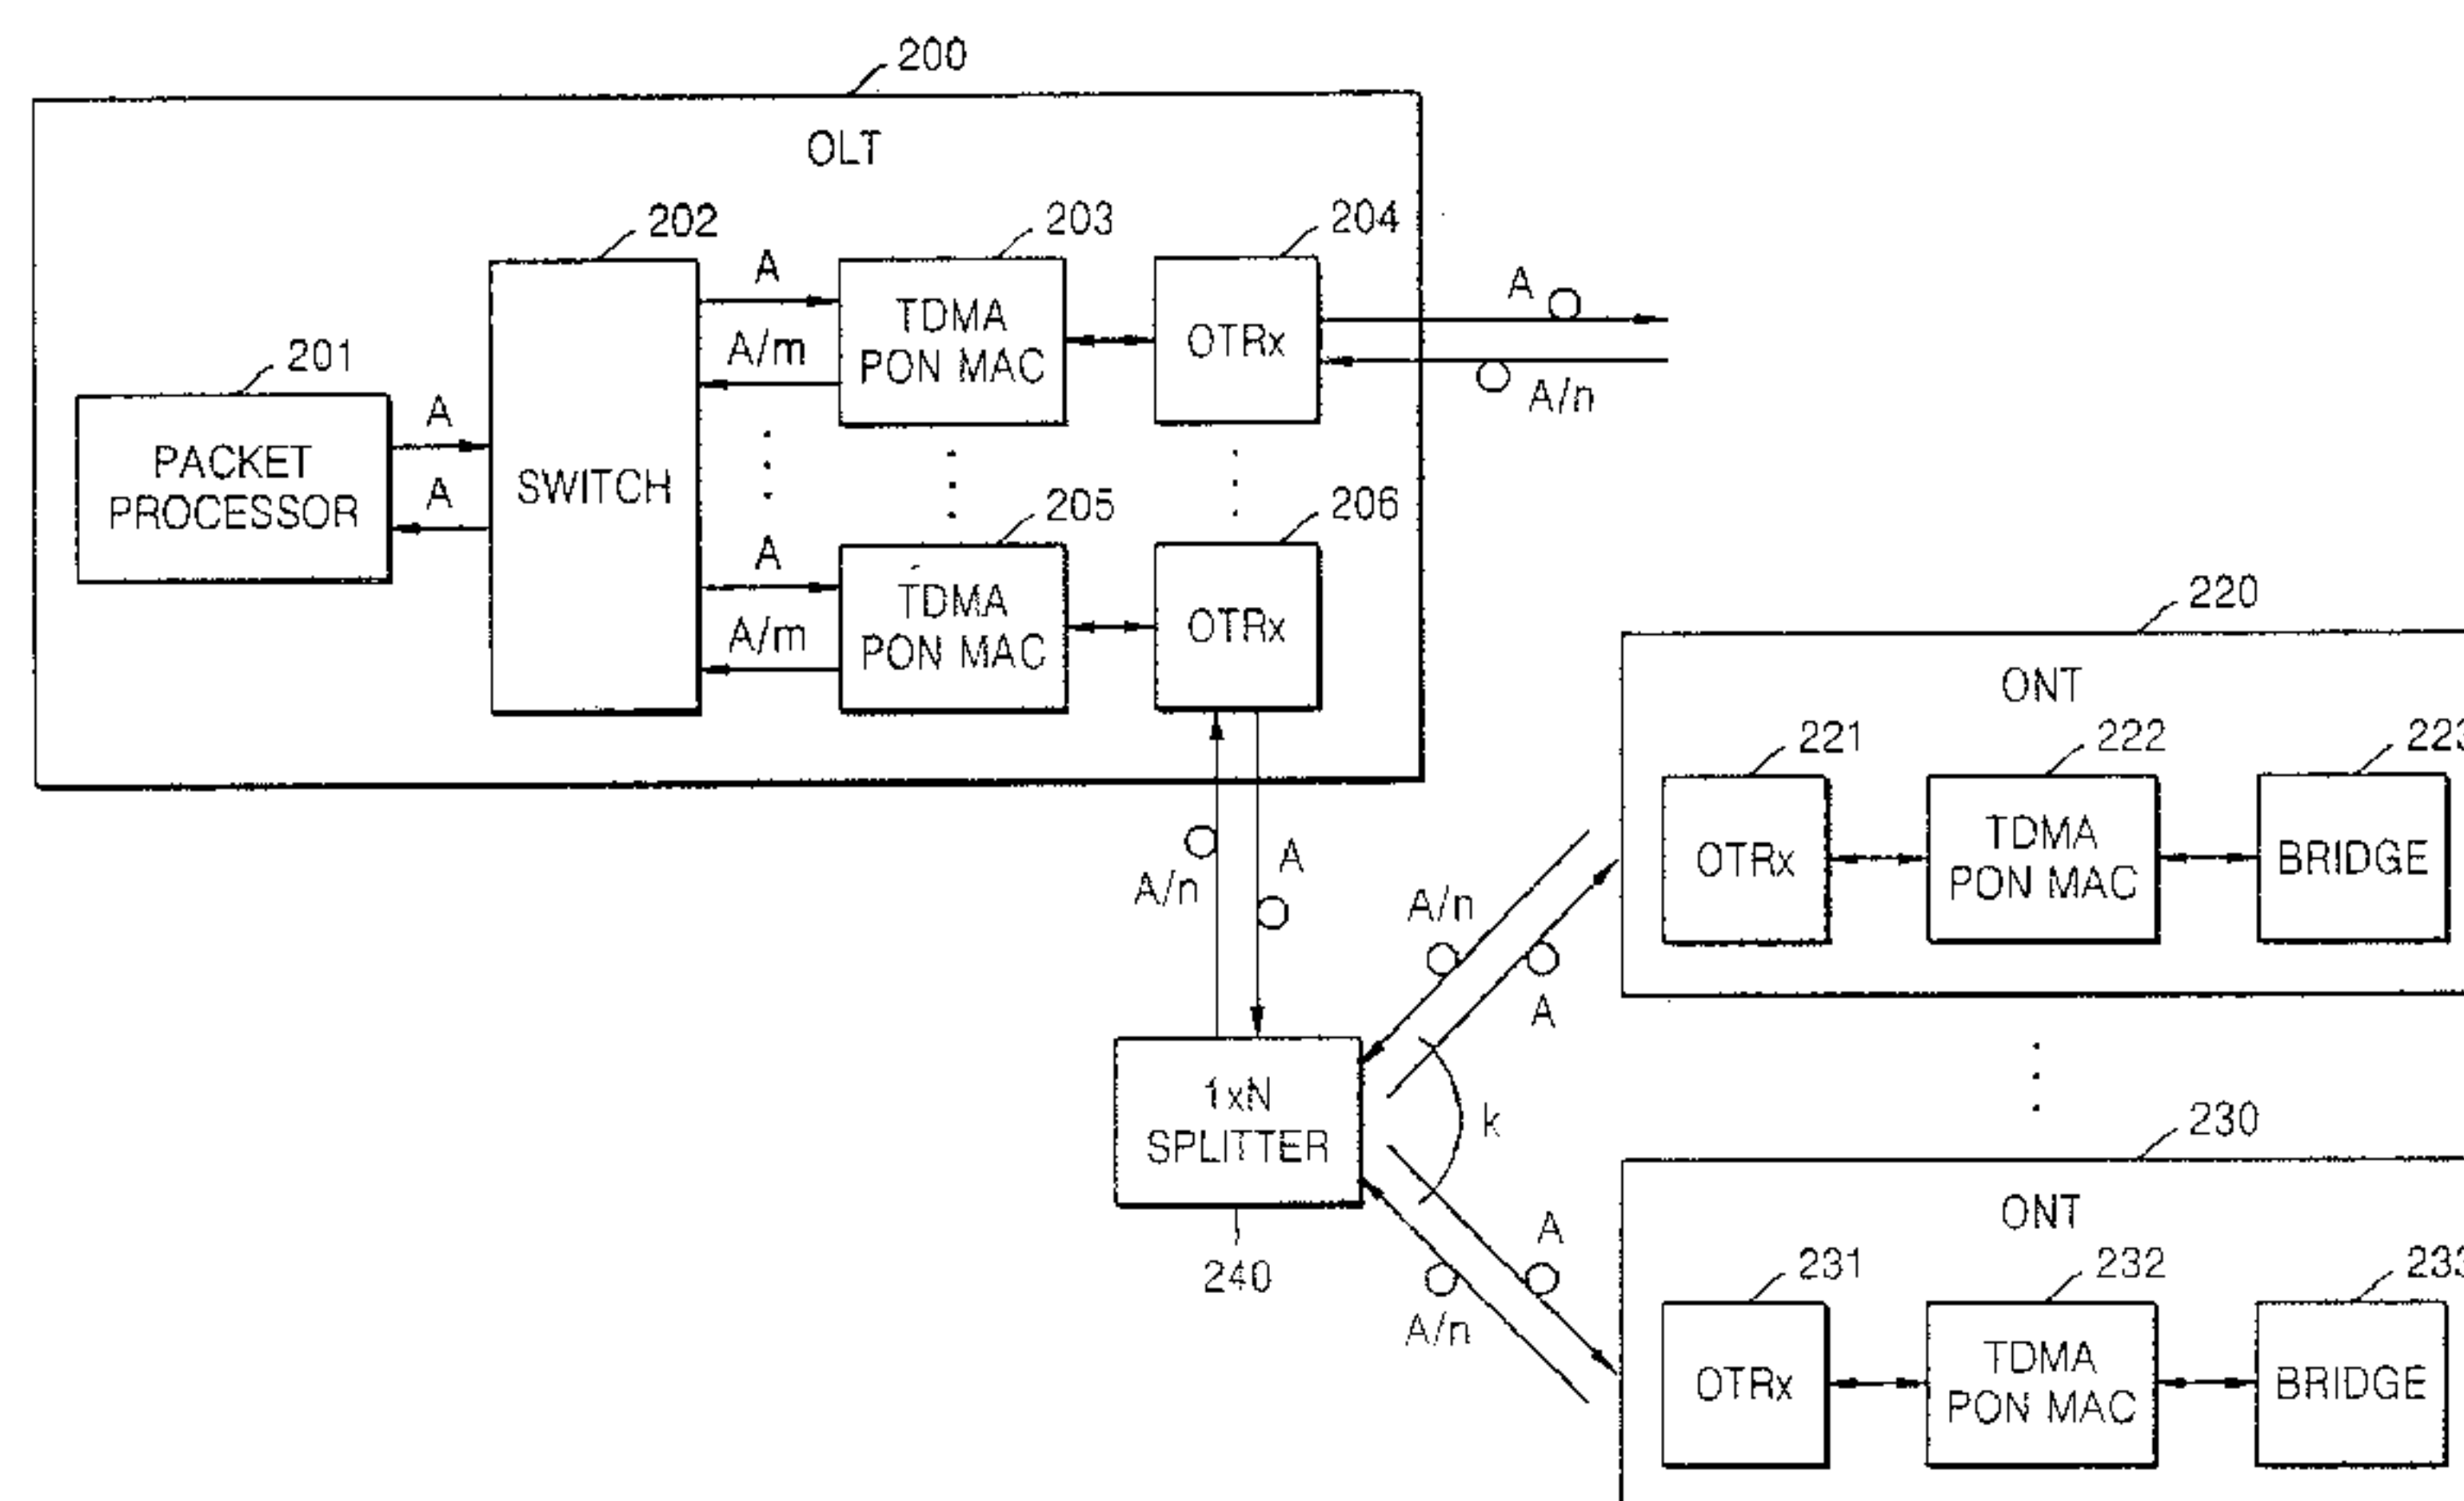 200
OLT
202
203
204
A
A
TDMA
PON MAC
OTRx
A/m
A/n
201
A
PACKET
PROCESSOR
A
SWITCH
205
206
A
TDMA
PON MAC
OTRx
A/m
220
ONT
221
222
223
OTRx
TDMA
PON MAC
BRIDGE
A/n
A
A/n
A
1xN
SPLITTER
k
240
230
ONT
A
A/n
231
232
233
OTRx
TDMA
PON MAC
BRIDGE